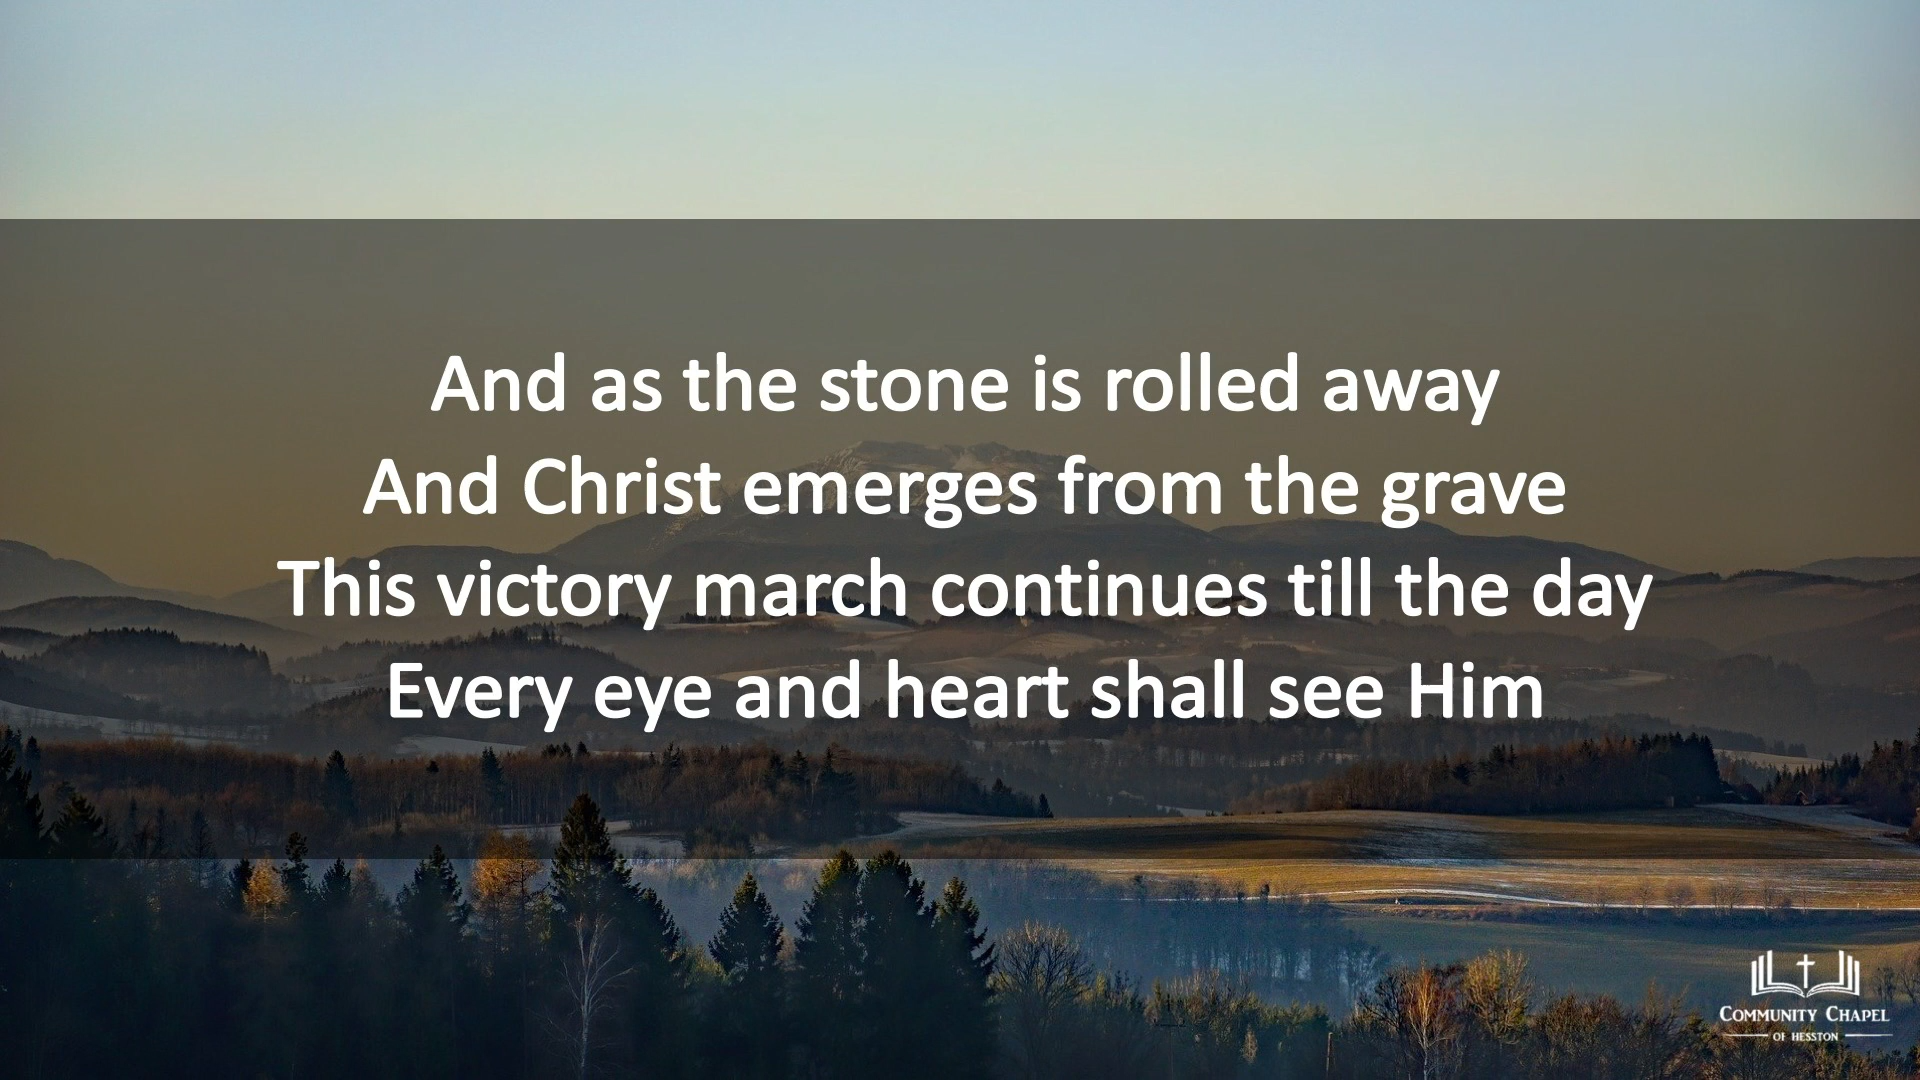 And as the stone is rolled away
And Christ emerges from the grave
This victory march continues till the day
Every eye and heart shall see Him
COMMUNITY CHAPEL
OF HESSTON